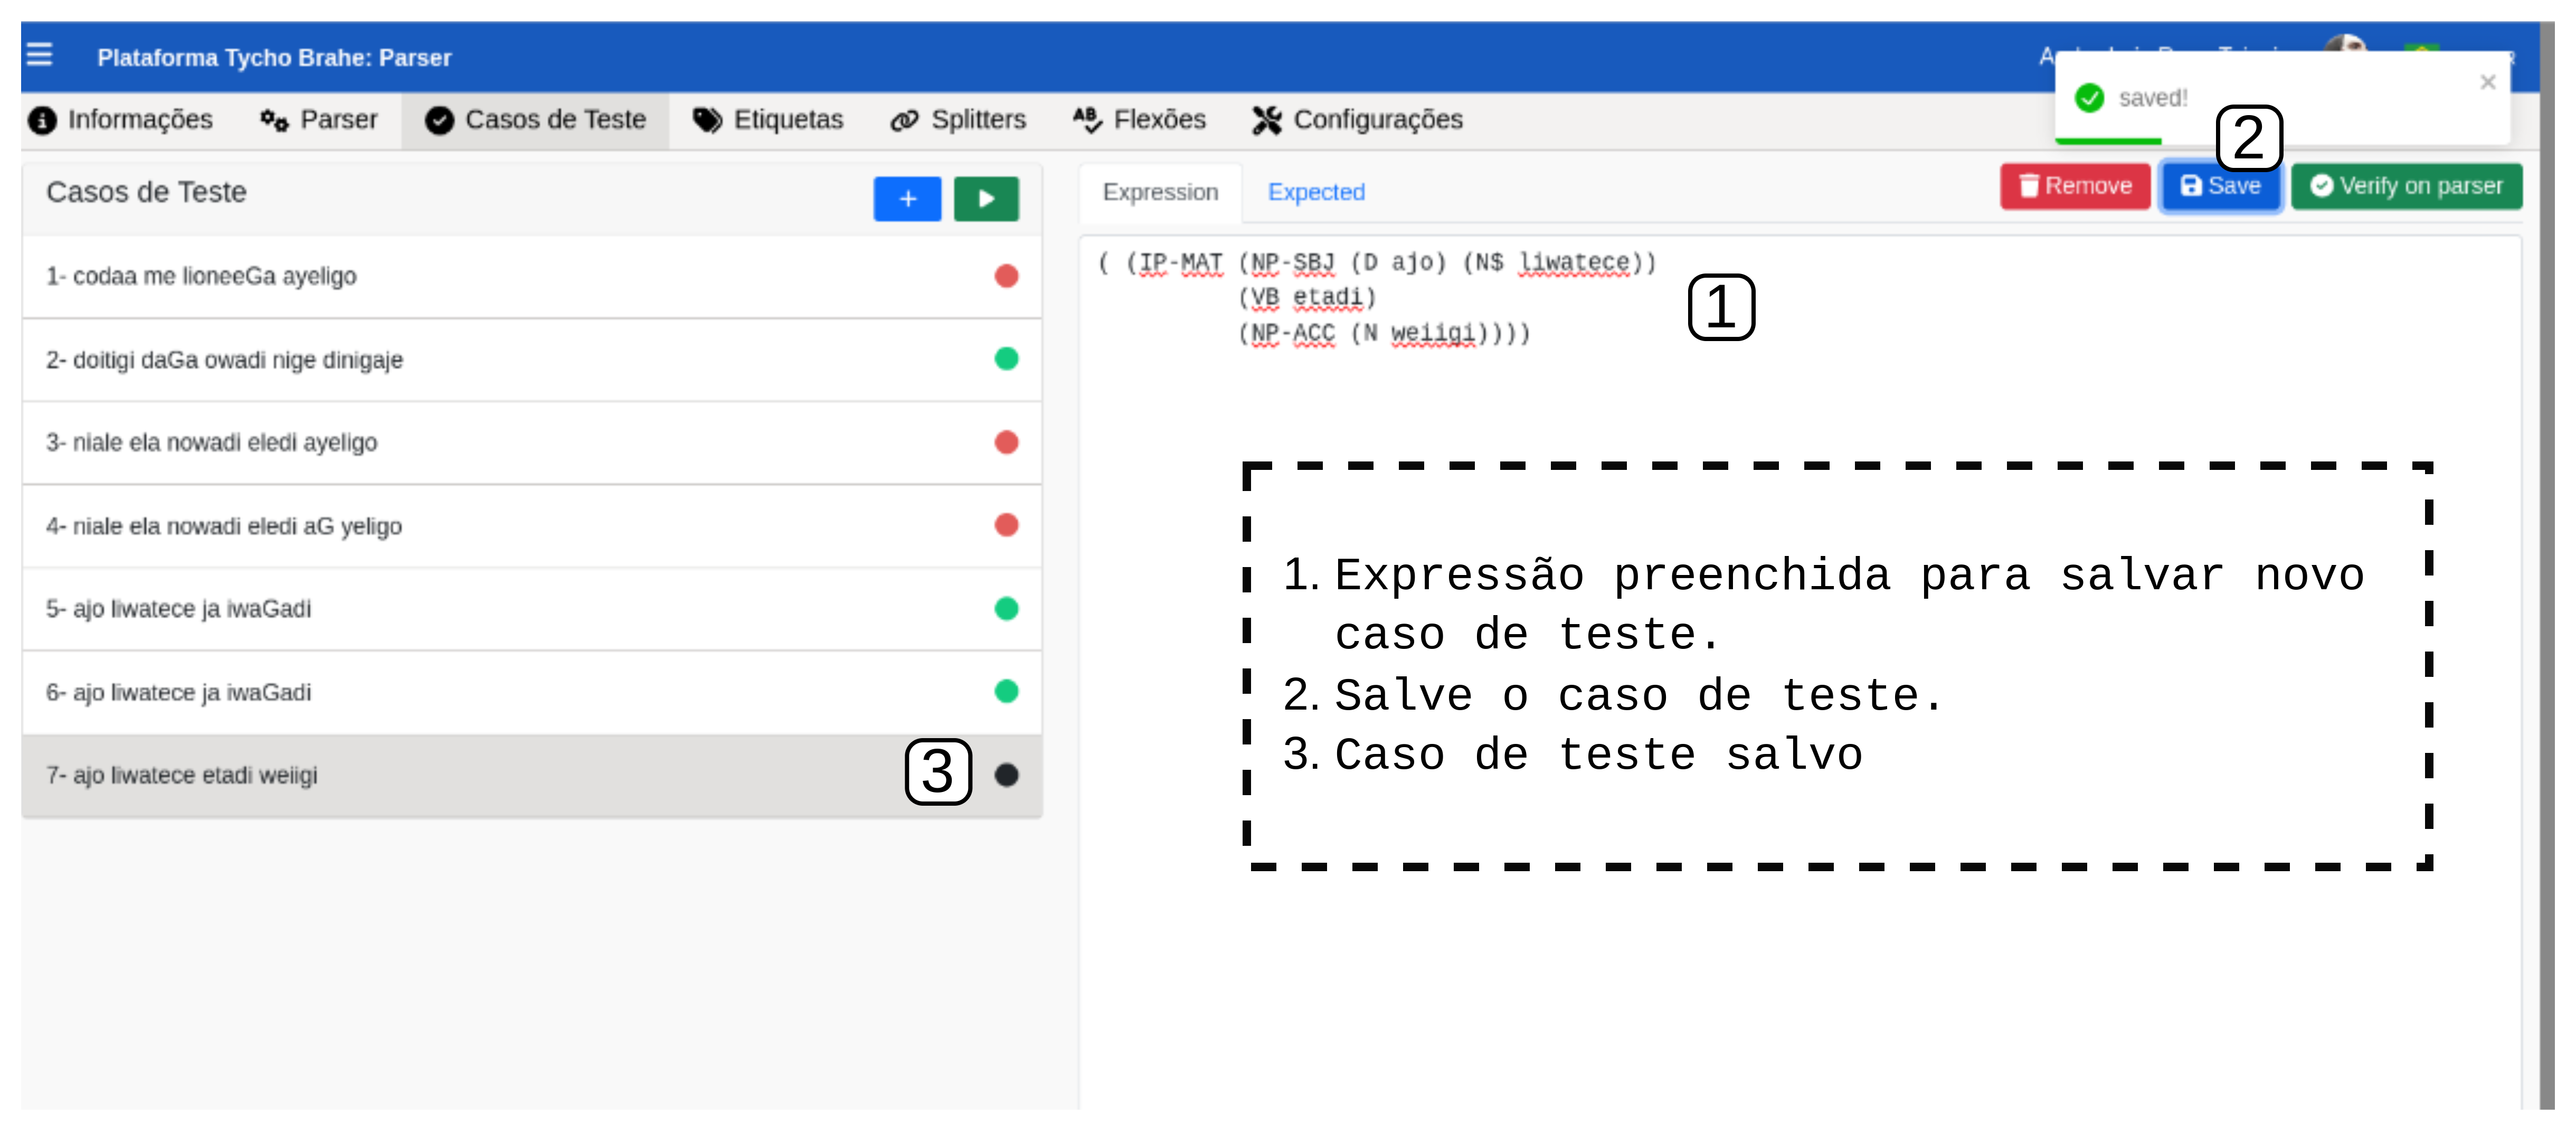 Plataforma Tycho Brahe: Parser
saved!
Informações Parser Casos de Teste Etiquetas Splitters Flexões Configurações
2
Casos de Teste
+
Expression Expected Remove Save Verify on parser
1- codaa me lioneeGa ayeligo
2- doitigi daGa owadi nige dinigaje
3- niale ela nowadi eledi ayeligo
4- niale ela nowadi eledi aG yeligo
5- ajo liwatece ja iwaGadi
6- ajo liwatece ja iwaGadi
7- ajo liwatece etadi weiigi
3
( (IP-MAT (NP-SBJ (D ajo) (N$ liwatece))
(VB etadi)
(NP-ACC (N weiigi))))
1
1. Expressão preenchida para salvar novo
caso de teste.
2. Salve o caso de teste.
3. Caso de teste salvo